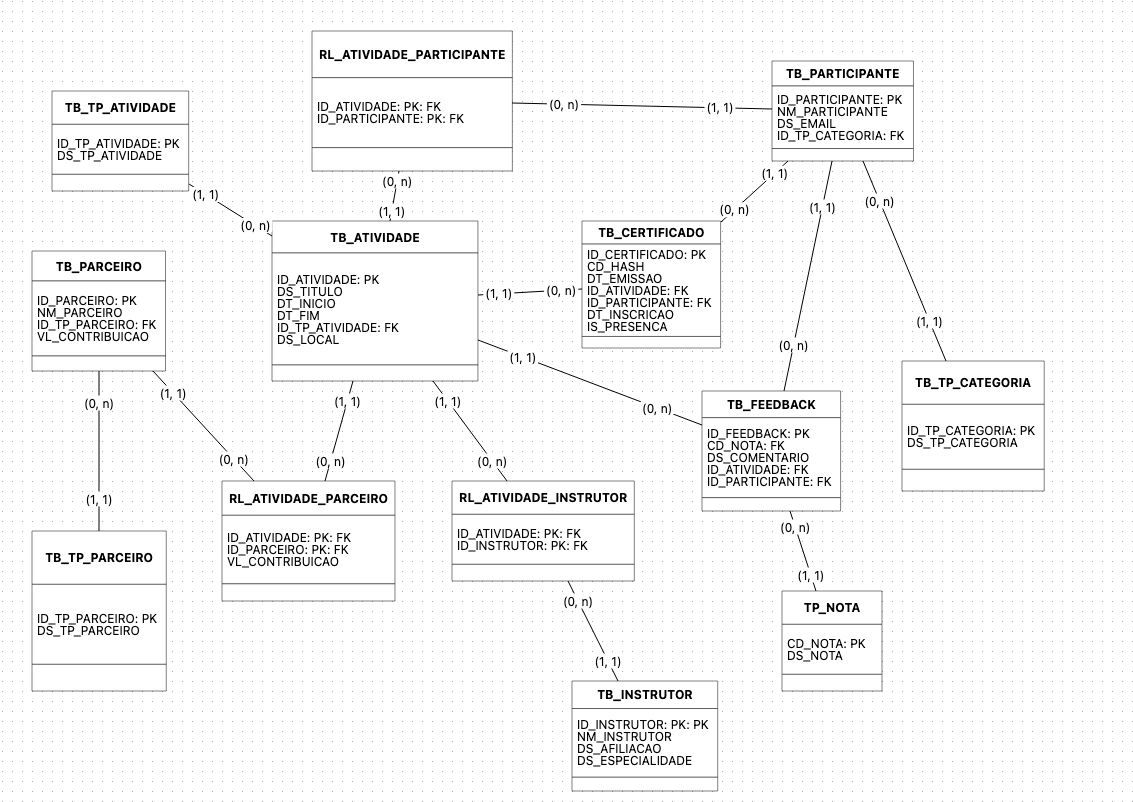 RL_ATIVIDADE_PARTICIPANTE
ID_ATIVIDADE: PK: FK
ID_PARTICIPANTE: PK: FK
TB_PARTICIPANTE
ID_PARTICIPANTE: PK
NM_PARTICIPANTE
DS_EMAIL
ID_TP_CATEGORIA: FK
TB_TP_ATIVIDADE
ID_TP_ATIVIDADE: PK
DS_TP_ATIVIDADE
(0, n)
(1, 1)
(0, n)
(1, 1)
(1, 1)
(0, n)
(1, 1)
(0, n)
(1, 1)
(0, n)
TB_ATIVIDADE
ID_ATIVIDADE: PK
DS_TITULO
DT_INICIO
DT_FIM
ID_TP_ATIVIDADE: FK
DS_LOCAL
TB_CERTIFICADO
ID_CERTIFICADO: PK
CD_HASH
DT_EMISSAO
ID_ATIVIDADE: FK
ID_PARTICIPANTE: FK
DT_INSCRICAO
IS_PRESENCA
TB_PARCEIRO
ID_PARCEIRO: PK
NM_PARCEIRO
ID_TP_PARCEIRO: FK
VL_CONTRIBUICAO
(1, 1)
(0, n)
(1, 1)
(0, n)
(1, 1)
(0, n)
(0, n)
(1, 1)
(1, 1)
(1, 1)
(0, n)
(0, n)
(0, n)
(0, n)
(1, 1)
TB_TP_CATEGORIA
ID_TP_CATEGORIA: PK
DS_TP_CATEGORIA
TB_FEEDBACK
ID_FEEDBACK: PK
CD_NOTA: FK
DS_COMENTARIO
ID_ATIVIDADE: FK
ID_PARTICIPANTE: FK
RL_ATIVIDADE_PARCEIRO
ID_ATIVIDADE: PK: FK
ID_PARCEIRO: PK: FK
VL_CONTRIBUICAO
RL_ATIVIDADE_INSTRUTOR
ID_ATIVIDADE: PK: FK
ID_INSTRUTOR: PK: FK
TB_TP_PARCEIRO
ID_TP_PARCEIRO: PK
DS_TP_PARCEIRO
(0, n)
(1, 1)
(0, n)
(1, 1)
TP_NOTA
CD_NOTA: PK
DS_NOTA
TB_INSTRUTOR
ID_INSTRUTOR: PK: PK
NM_INSTRUTOR
DS_AFILIACAO
DS_ESPECIALIDADE